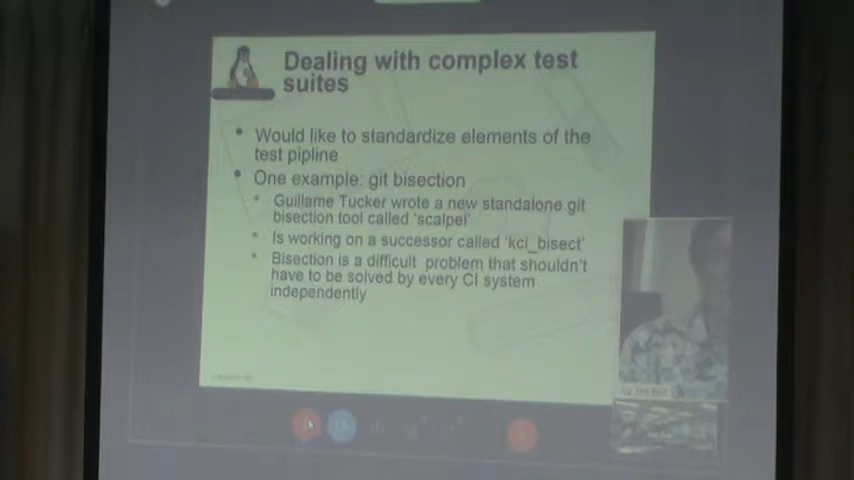 Dealing with complex test
suites
Would like to standardize elements of the
test pipline
One example: git bisection
Guillame Tucker wrote a new standalone git
bisection tool called 'scalpel'
Is working on a successor called 'kci_bisect'
Bisection is a difficult problem that shouldn't
have to be solved by every CI system
independently